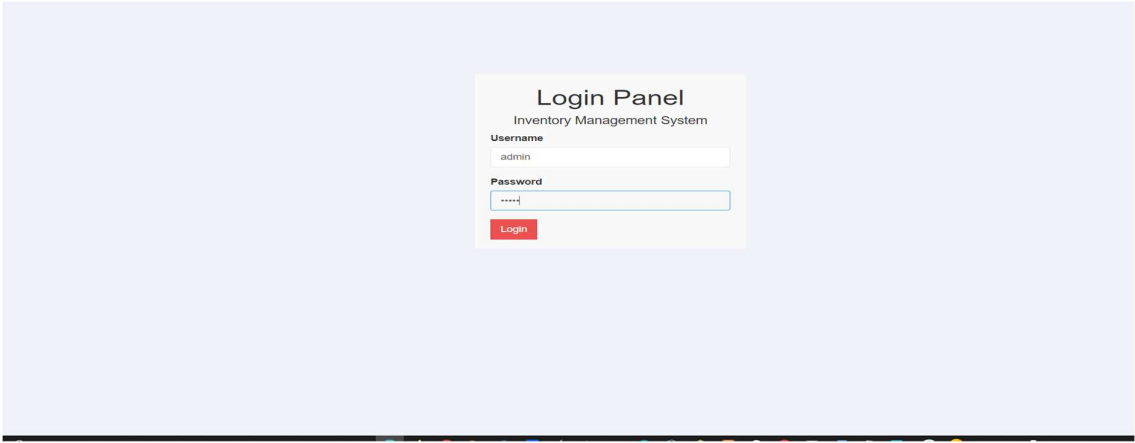 Login Panel
Inventory Management System
Username
admin
Password
•••••
Login